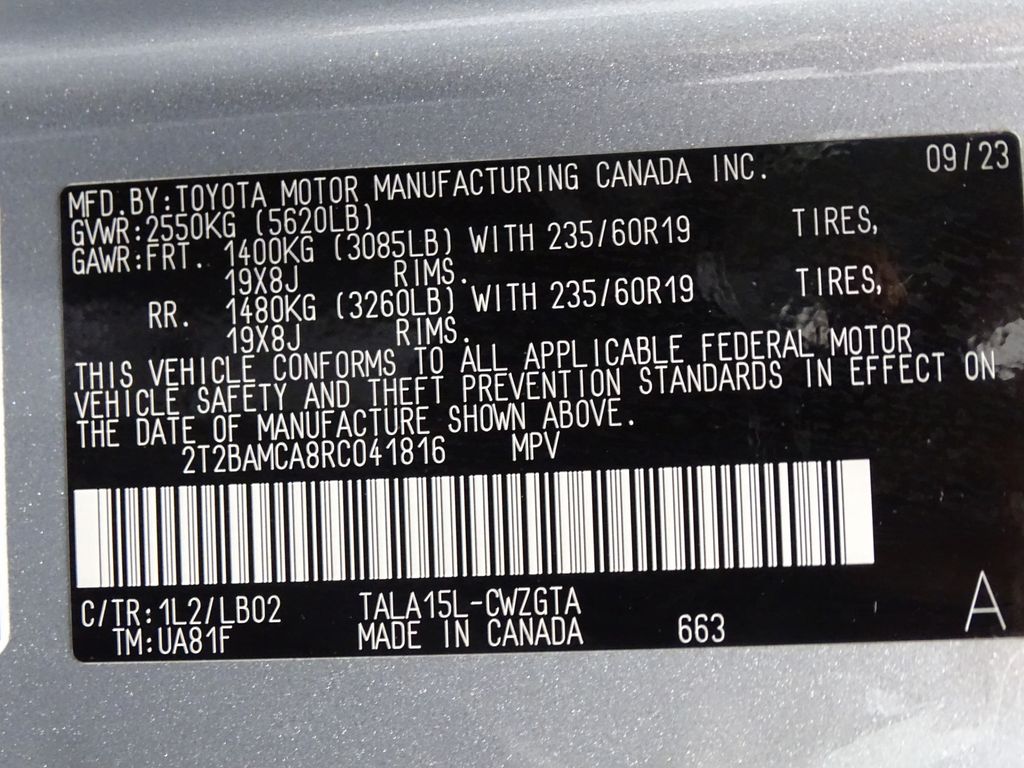 MFD.BY:TOYOTA MOTOR MANUFACTURING CANADA INC. 09/23
GVWR:2550KG (5620LB)
GAWR:FRT. 1400KG (3085LB) WITH 235/60R19 TIRES,
19X8J RIMS.
RR. 1480KG (3260LB) WITH 235/60R19 TIRES,
19X8J RIMS.
THIS VEHICLE CONFORMS TO ALL APPLICABLE FEDERAL MOTOR
VEHICLE SAFETY AND THEFT PREVENTION STANDARDS IN EFFECT ON
THE DATE OF MANUFACTURE SHOWN ABOVE.
2T2BAMCA8RC041816 MPV
C/TR:1L2/LB02 TALA15L-CWZGTA
TM:UA81F MADE IN CANADA 663 A